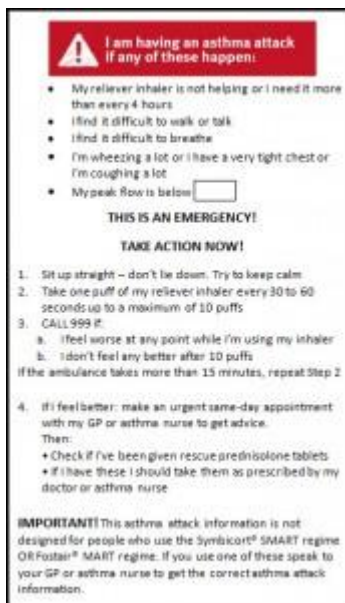 I am having an asthma attack
if any of these happen:
• My reliever inhaler is not helping or I need it more
than every 4 hours
• I find it difficult to walk or talk
• I find it difficult to breathe
• I'm wheezing a lot or I have a very tight chest or
I'm coughing a lot
• My peak flow is below
THIS IS AN EMERGENCY!
TAKE ACTION NOW!
1. Sit up straight – don't lie down. Try to keep calm
2. Take one puff of my reliever inhaler every 30 to 60
seconds up to a maximum of 10 puffs
3. CALL 999 if:
a. I feel worse at any point while I'm using my inhaler
b. I don't feel any better after 10 puffs
If the ambulance takes more than 15 minutes, repeat Step 2
4. If I feel better: make an urgent same-day appointment
with my GP or asthma nurse to get advice.
Then:
• Check if I've been given rescue prednisolone tablets
• If I have these I should take them as prescribed by my
doctor or asthma nurse
IMPORTANT! This asthma attack information is not
designed for people who use the Symbicort® SMART regime
OR Fostair® MART regime. If you use one of these speak to
your GP or asthma nurse to get the correct asthma attack
information.